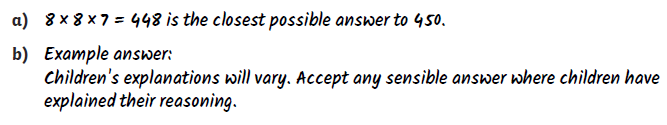 a) 8 × 8 × 7 = 448 is the closest possible answer to 450.
b) Example answer:
Children's explanations will vary. Accept any sensible answer where children have
explained their reasoning.